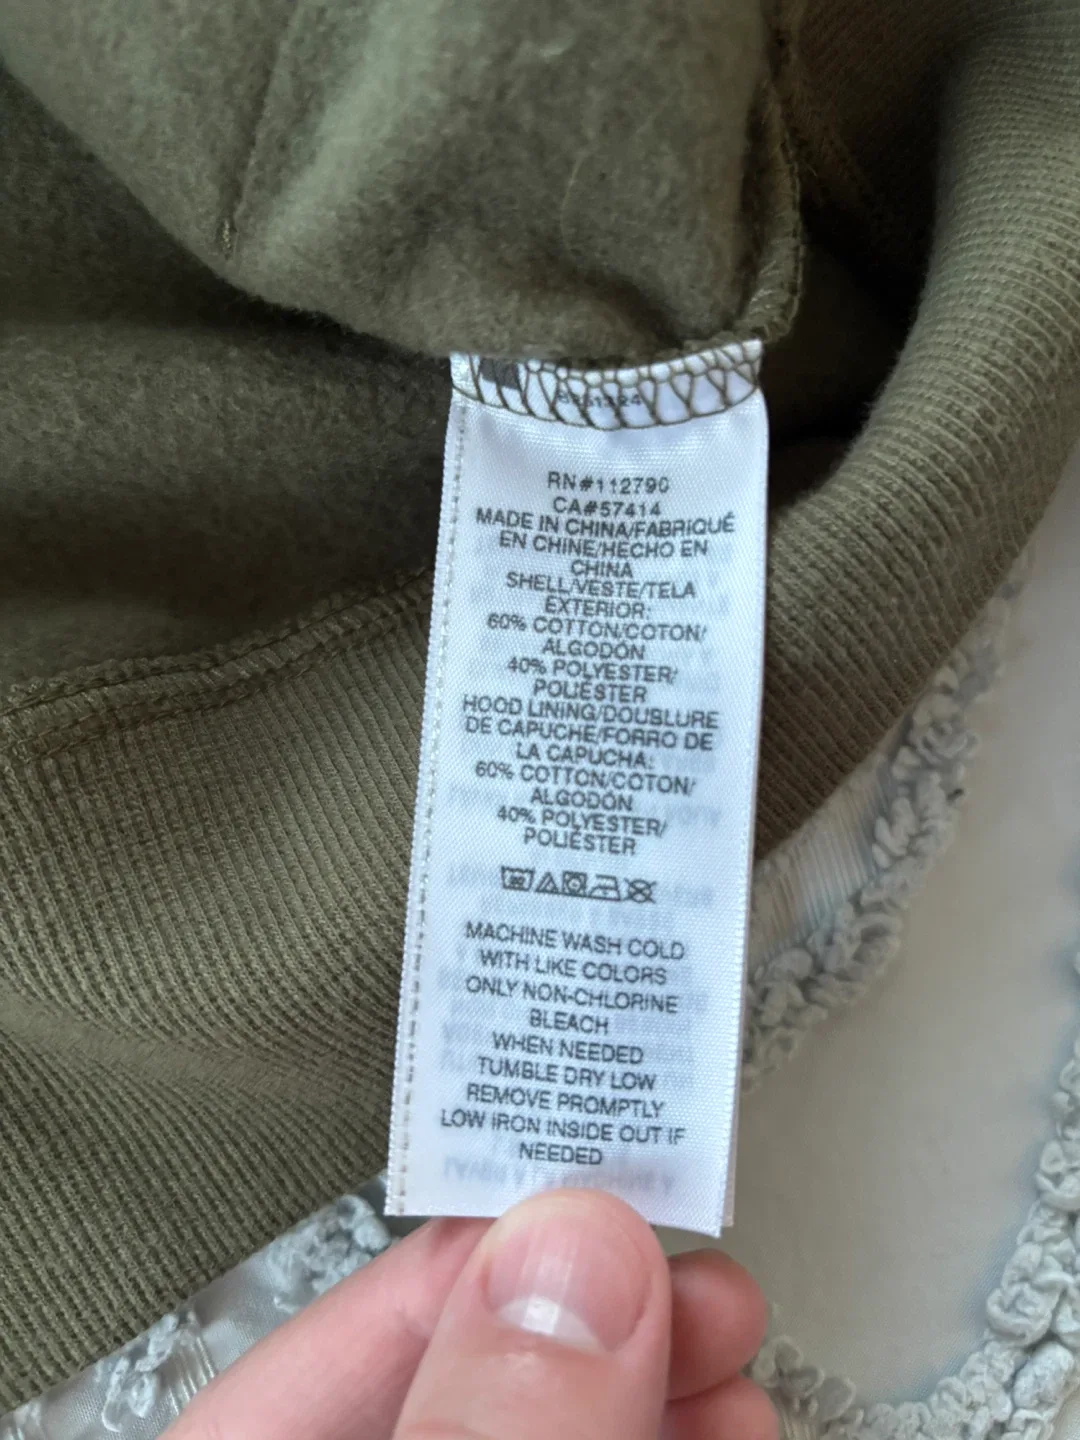 RN#112790
CA#57414
MADE IN CHINA/FABRIQUÉ
EN CHINE/HECHO EN
CHINA
SHELL/VESTE/TELA
EXTERIOR:
60% COTTON/COTON/
ALGODÓN
40% POLYESTER/
POLIÉSTER
HOOD LINING/DOUBLURE
DE CAPUCHE/FORRO DE
LA CAPUCHA:
60% COTTON/COTON/
ALGODÓN
40% POLYESTER/
POLIÉSTER
MACHINE WASH COLD
WITH LIKE COLORS
ONLY NON-CHLORINE
BLEACH
WHEN NEEDED
TUMBLE DRY LOW
REMOVE PROMPTLY
LOW IRON INSIDE OUT IF
NEEDED